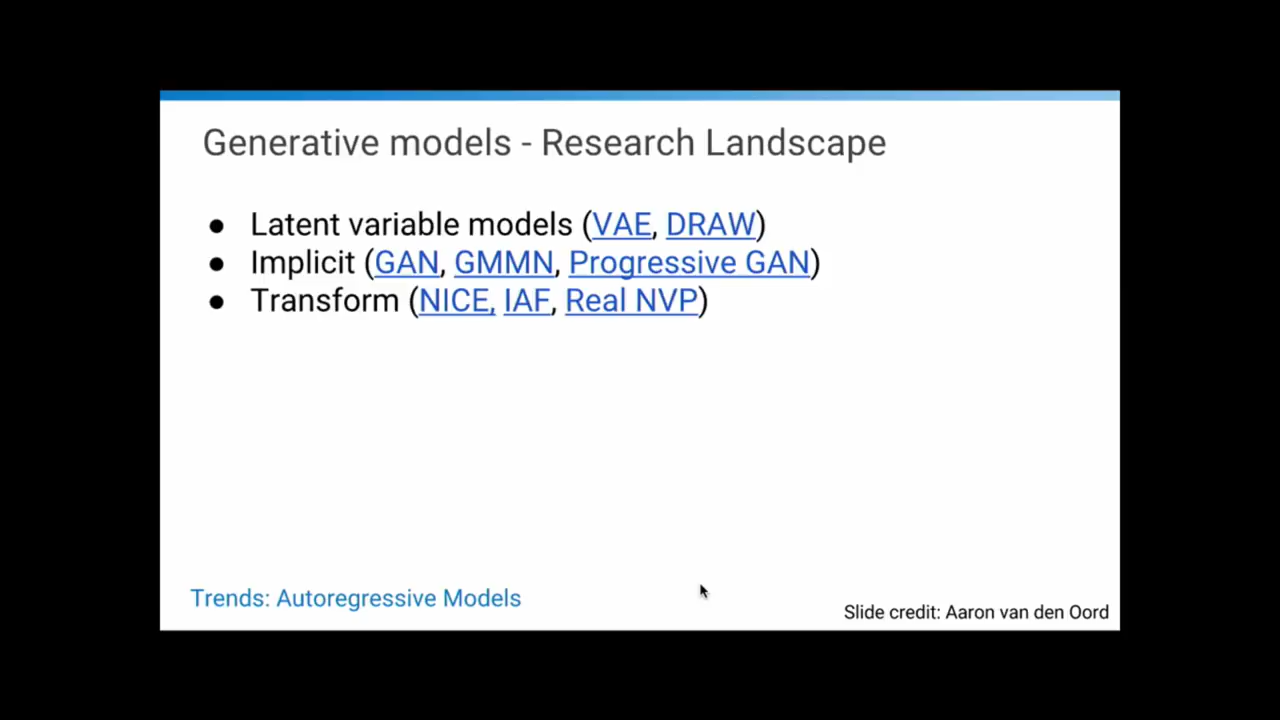 Generative models - Research Landscape
● Latent variable models (VAE, DRAW)
● Implicit (GAN, GMMN, Progressive GAN)
● Transform (NICE, IAF, Real NVP)
Trends: Autoregressive Models
Slide credit: Aaron van den Oord